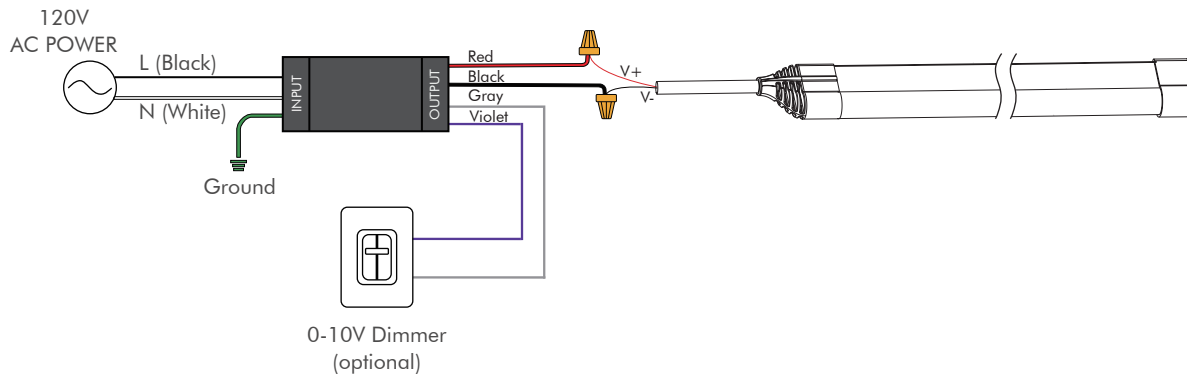 120V
AC POWER
L (Black)
N (White)
Ground
INPUT
OUTPUT
Red
Black
Gray
Violet
V+
V-
0-10V Dimmer
(optional)